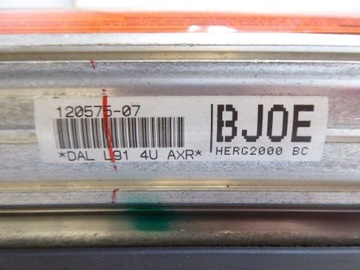 120575-07
*DAL L91 4U AXR*
BJOE
HERG2000 BC